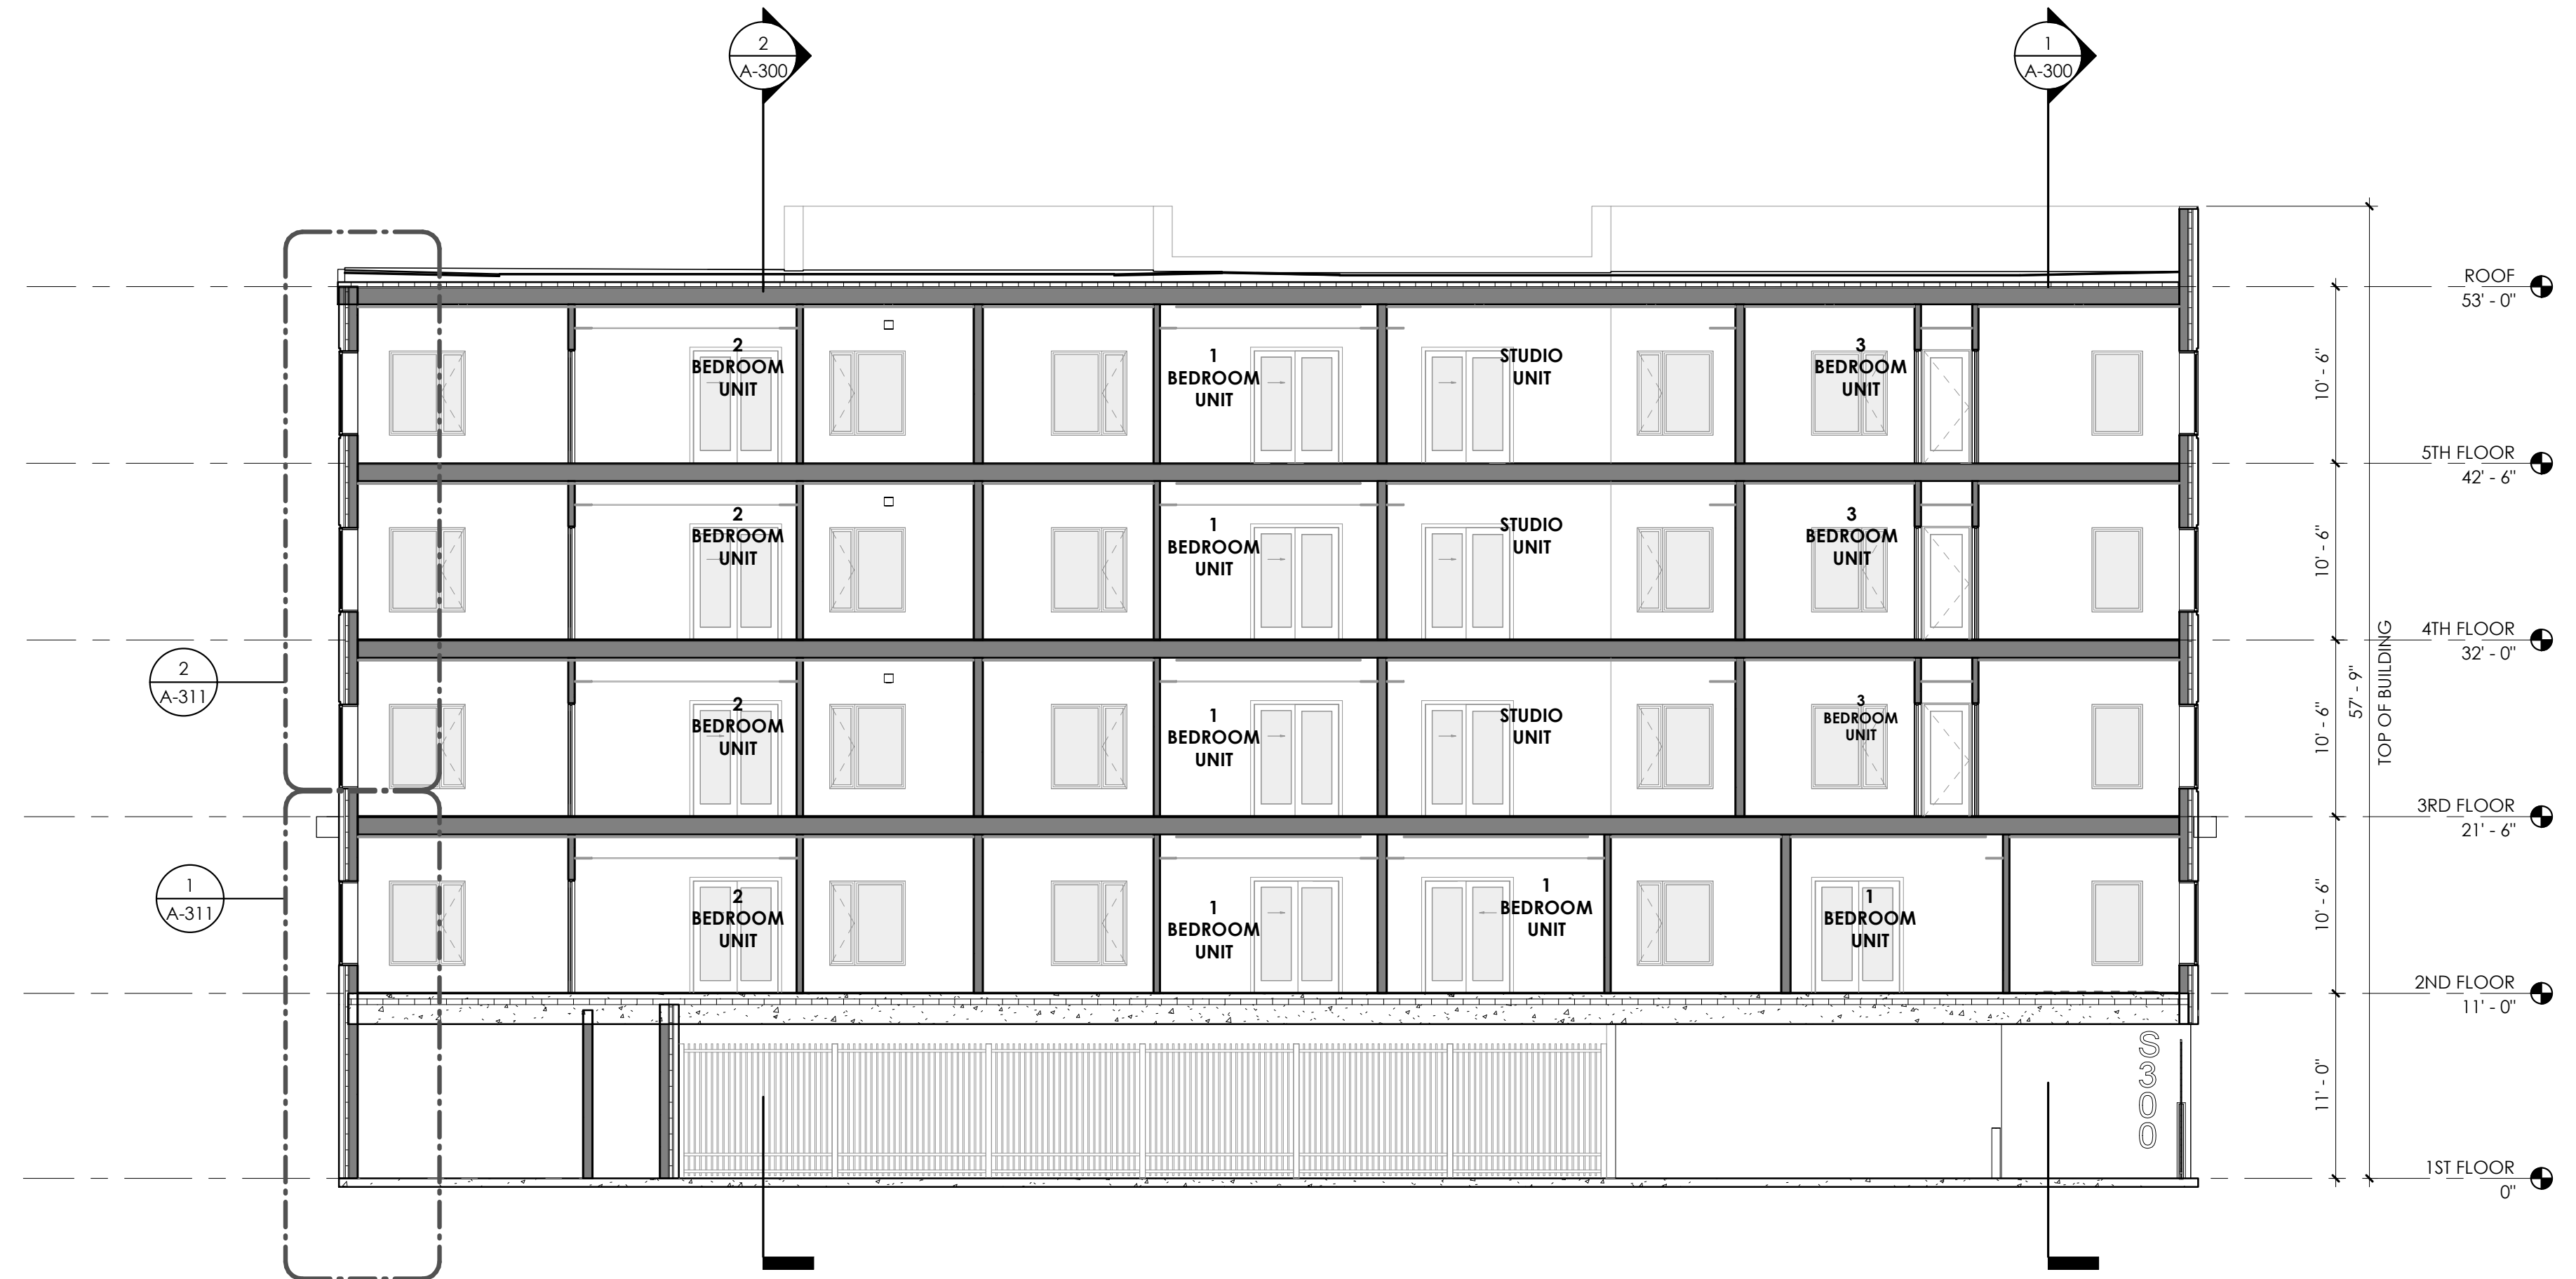 2
A-300
1
A-300
ROOF
53' - 0"
2
BEDROOM
UNIT
1
BEDROOM
UNIT
STUDIO
UNIT
3
BEDROOM
UNIT
10' - 6"
5TH FLOOR
42' - 6"
2
BEDROOM
UNIT
1
BEDROOM
UNIT
STUDIO
UNIT
3
BEDROOM
UNIT
10' - 6"
4TH FLOOR
32' - 0"
2
A-311
2
BEDROOM
UNIT
1
BEDROOM
UNIT
STUDIO
UNIT
3
BEDROOM
UNIT
10' - 6"
57' - 9"
TOP OF BUILDING
3RD FLOOR
21' - 6"
1
A-311
2
BEDROOM
UNIT
1
BEDROOM
UNIT
1
BEDROOM
UNIT
1
BEDROOM
UNIT
10' - 6"
2ND FLOOR
11' - 0"
S300
11' - 0"
1ST FLOOR
0"